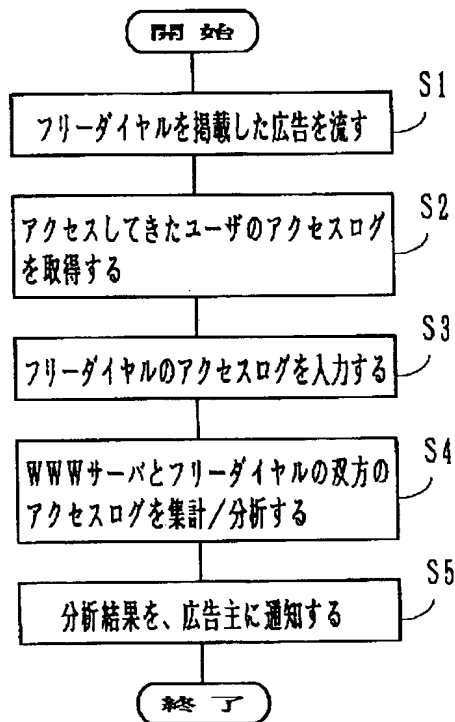 開始
S1
フリーダイヤルを掲載した広告を流す
S2
アクセスしてきたユーザのアクセスログ
を取得する
S3
フリーダイヤルのアクセスログを入力する
S4
WWWサーバとフリーダイヤルの双方の
アクセスログを集計/分析する
S5
分析結果を、広告主に通知する
終了